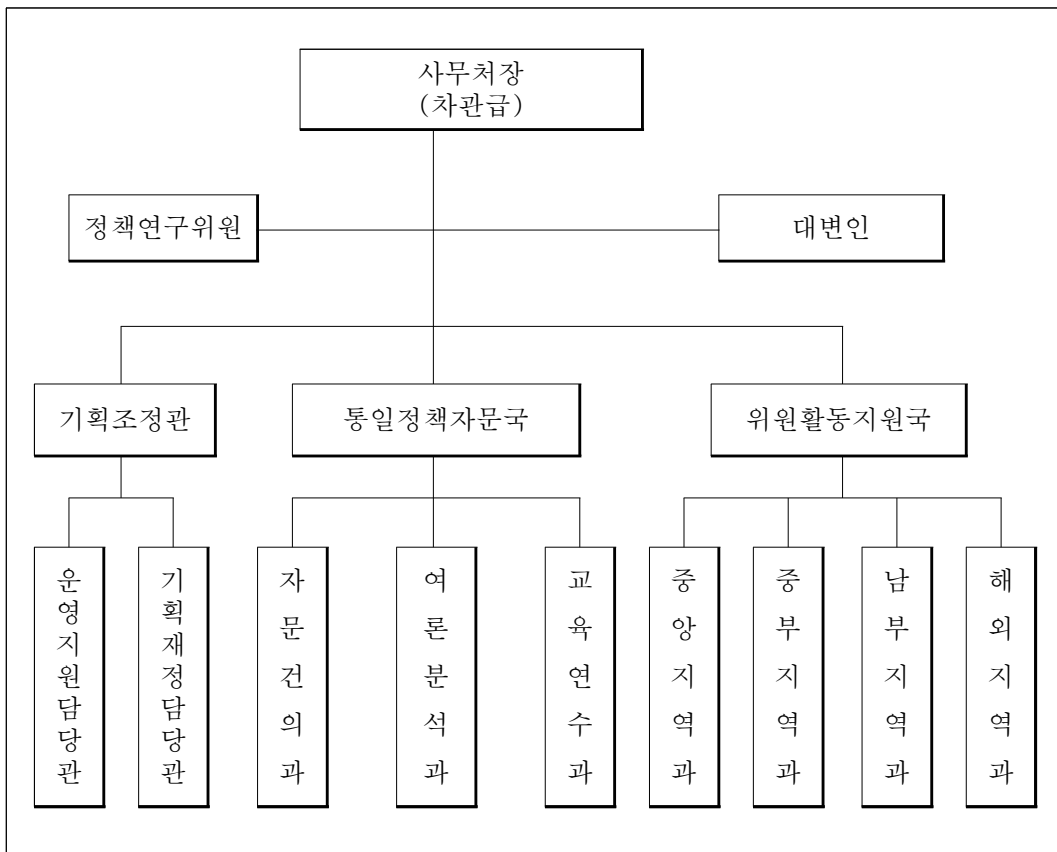 사무처장
(차관급)
정책연구위원
대변인
기획조정관
통일정책자문국
위원활동지원국
운영지원담당관
기획재정담당관
자문건의과
여론분석과
교육연수과
중앙지역과
중부지역과
남부지역과
해외지역과